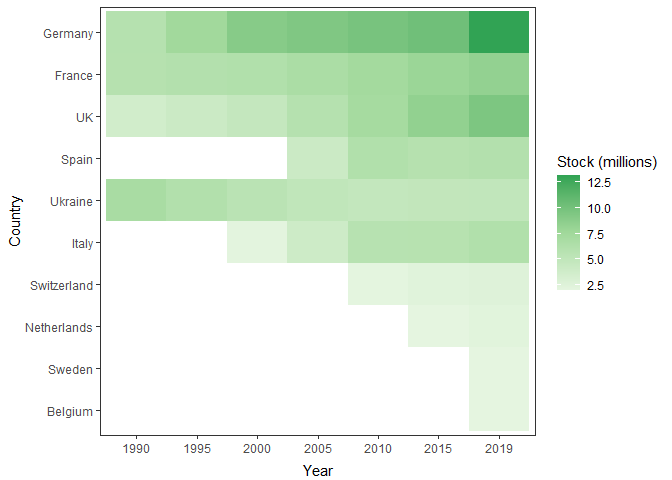 Germany
France
UK
Spain
Ukraine
Italy
Switzerland
Netherlands
Sweden
Belgium
Country
1990 1995 2000 2005 2010 2015 2019
Year
Stock (millions)
12.5
10.0
7.5
5.0
2.5